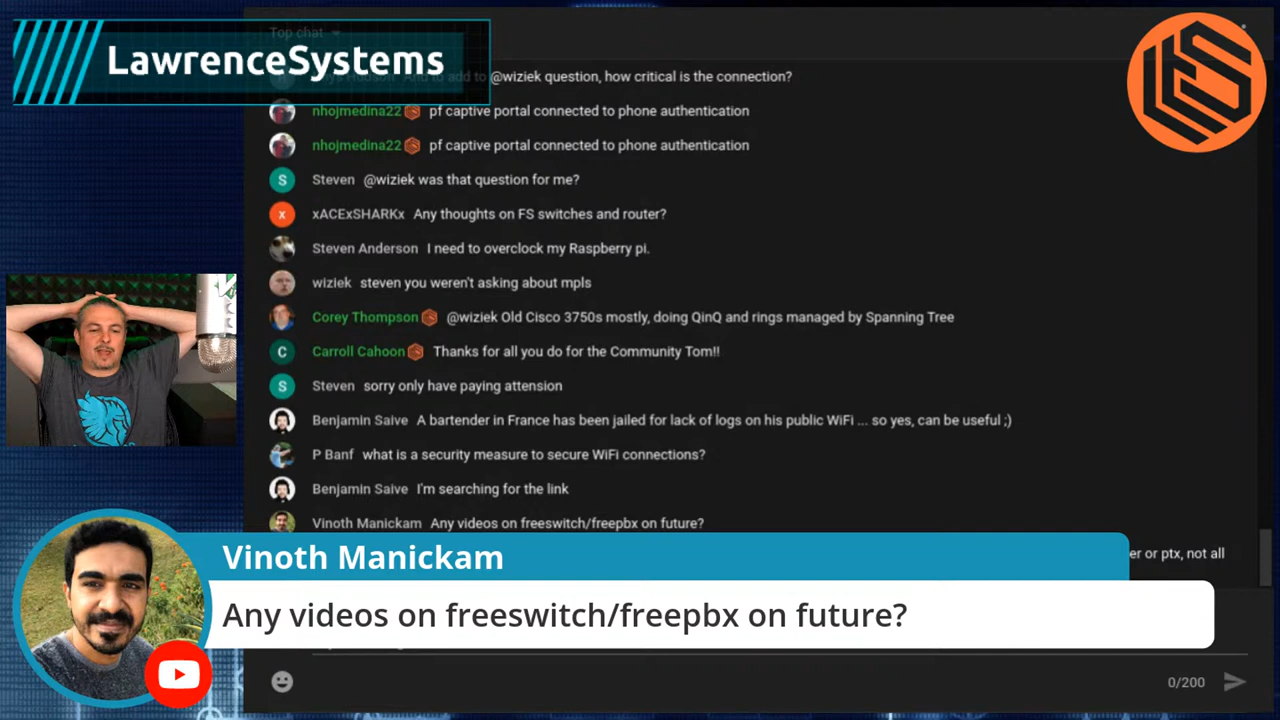 LawrenceSystems
Top chat
to add to @wiziek question, how critical is the connection?
nhojmedina22 pf captive portal connected to phone authentication
nhojmedina22 pf captive portal connected to phone authentication
S Steven @wiziek was that question for me?
x xACExSHARKx Any thoughts on FS switches and router?
Steven Anderson I need to overclock my Raspberry pi.
wiziek steven you weren't asking about mpls
Corey Thompson @wiziek Old Cisco 3750s mostly, doing QinQ and rings managed by Spanning Tree
C Carroll Cahoon Thanks for all you do for the Community Tom!!
S Steven sorry only have paying attension
Benjamin Saive A bartender in France has been jailed for lack of logs on his public WiFi ... so yes, can be useful ;)
P Banf what is a security measure to secure WiFi connections?
Benjamin Saive I'm searching for the link
Vinoth Manickam Any videos on freeswitch/freepbx on future?
er or ptx, not all
Vinoth Manickam
Any videos on freeswitch/freepbx on future?
0/200